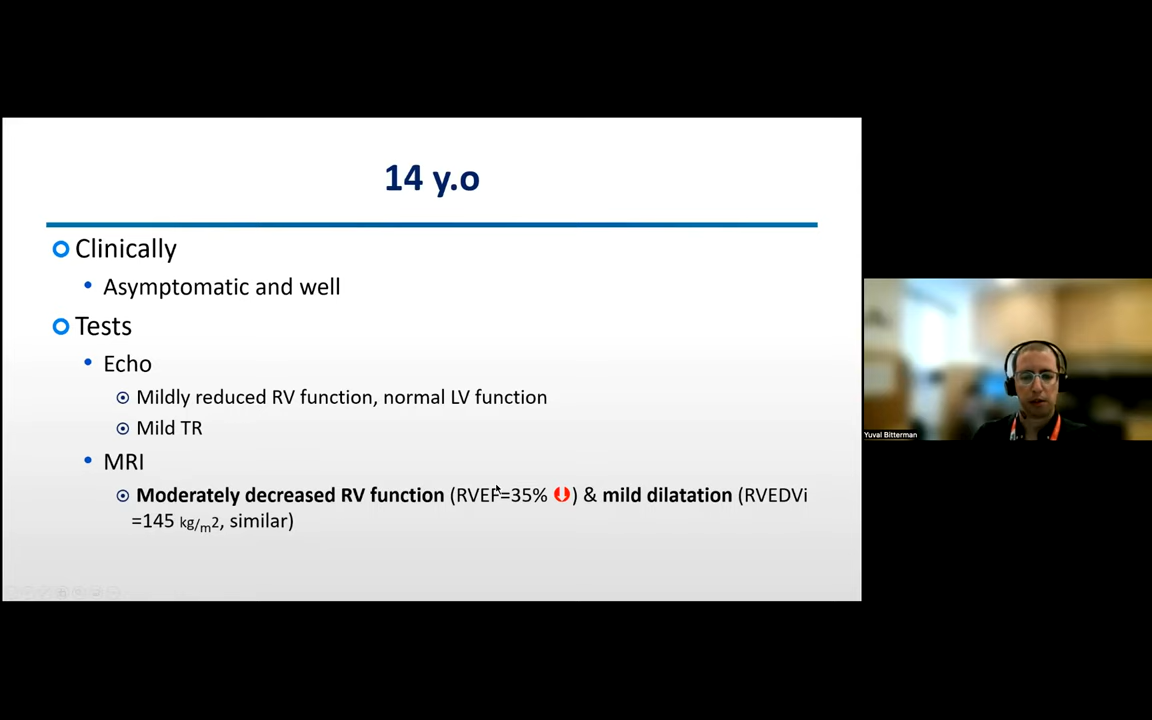 14 y.o
Clinically
Asymptomatic and well
Tests
Echo
Mildly reduced RV function, normal LV function
Mild TR
MRI
Moderately decreased RV function (RVEF=35% ) & mild dilatation (RVEDVi
=145 kg/m2, similar)
Yuval Bitterman